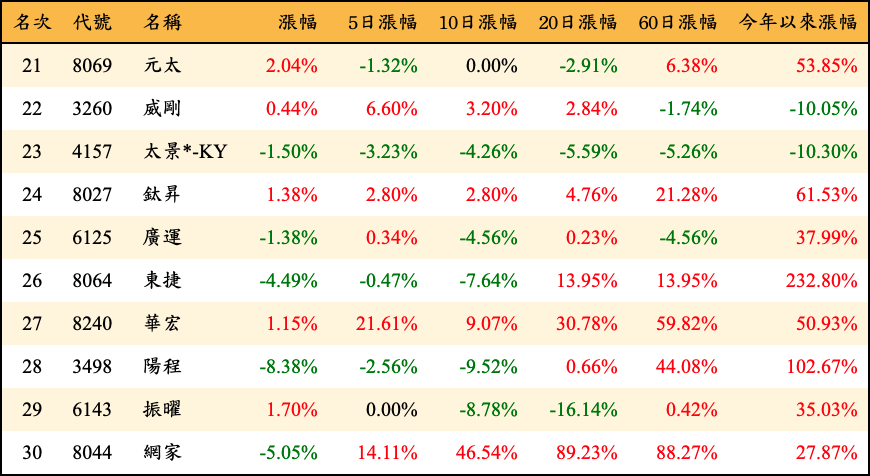 名次 代號 名稱 漲幅 5日漲幅 10日漲幅 20日漲幅 60日漲幅 今年以來漲幅
21 8069 元太 2.04% -1.32% 0.00% -2.91% 6.38% 53.85%
22 3260 威剛 0.44% 6.60% 3.20% 2.84% -1.74% -10.05%
23 4157 太景*-KY -1.50% -3.23% -4.26% -5.59% -5.26% -10.30%
24 8027 鈦昇 1.38% 2.80% 2.80% 4.76% 21.28% 61.53%
25 6125 廣運 -1.38% 0.34% -4.56% 0.23% -4.56% 37.99%
26 8064 東捷 -4.49% -0.47% -7.64% 13.95% 13.95% 232.80%
27 8240 華宏 1.15% 21.61% 9.07% 30.78% 59.82% 50.93%
28 3498 陽程 -8.38% -2.56% -9.52% 0.66% 44.08% 102.67%
29 6143 振曜 1.70% 0.00% -8.78% -16.14% 0.42% 35.03%
30 8044 網家 -5.05% 14.11% 46.54% 89.23% 88.27% 27.87%